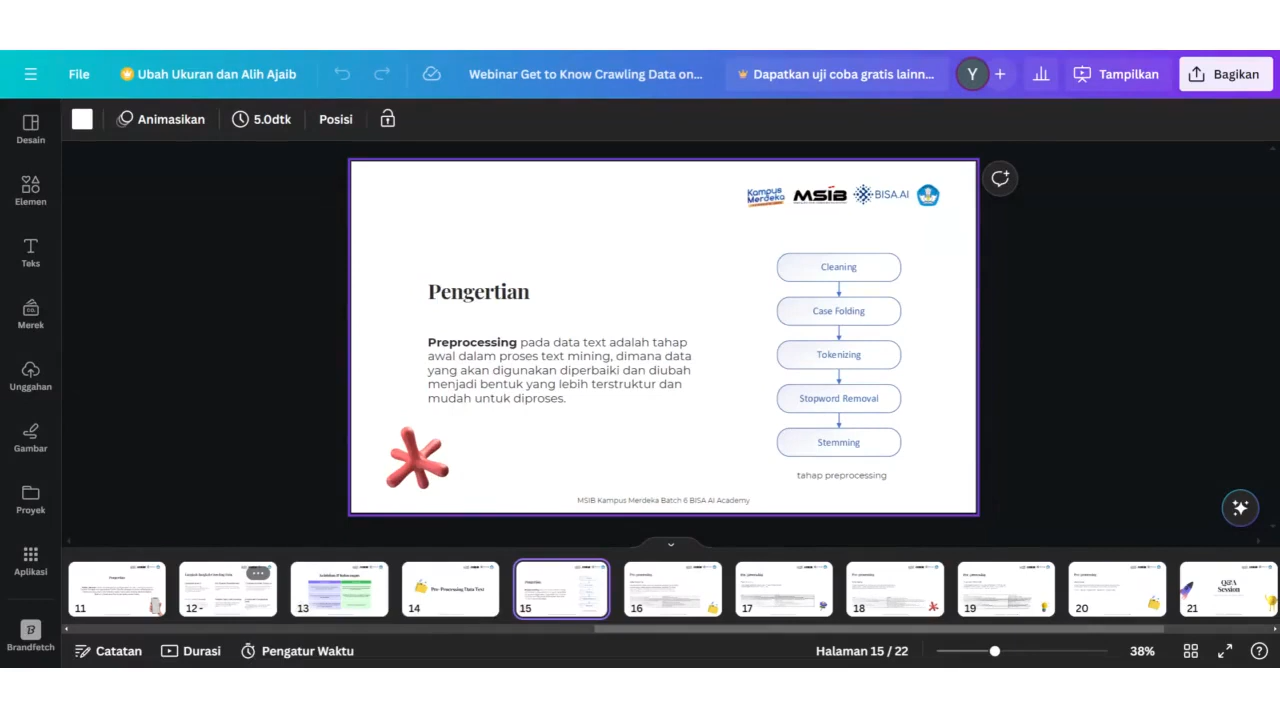 File
Ubah Ukuran dan Alih Ajaib
Webinar Get to Know Crawling Data on...
Dapatkan uji coba gratis lainn...
Y
Tampilkan
Bagikan
Animasikan
5.0dtk
Posisi
Desain
Elemen
Teks
Merek
Unggahan
Gambar
Proyek
Aplikasi
Brandfetch
Kampus
Merdeka
MSIB
BISA.AI
Pengertian
Preprocessing pada data text adalah tahap
awal dalam proses text mining, dimana data
yang akan digunakan diperbaiki dan diubah
menjadi bentuk yang lebih terstruktur dan
mudah untuk diproses.
Cleaning
Case Folding
Tokenizing
Stopword Removal
Stemming
tahap preprocessing
MSIB Kampus Merdeka Batch 6 BISA AI Academy
11
12
13
Pre-Processing Data Text
14
15
16
17
18
19
20
Q&A
Session
21
Catatan
Durasi
Pengatur Waktu
Halaman 15 / 22
38%